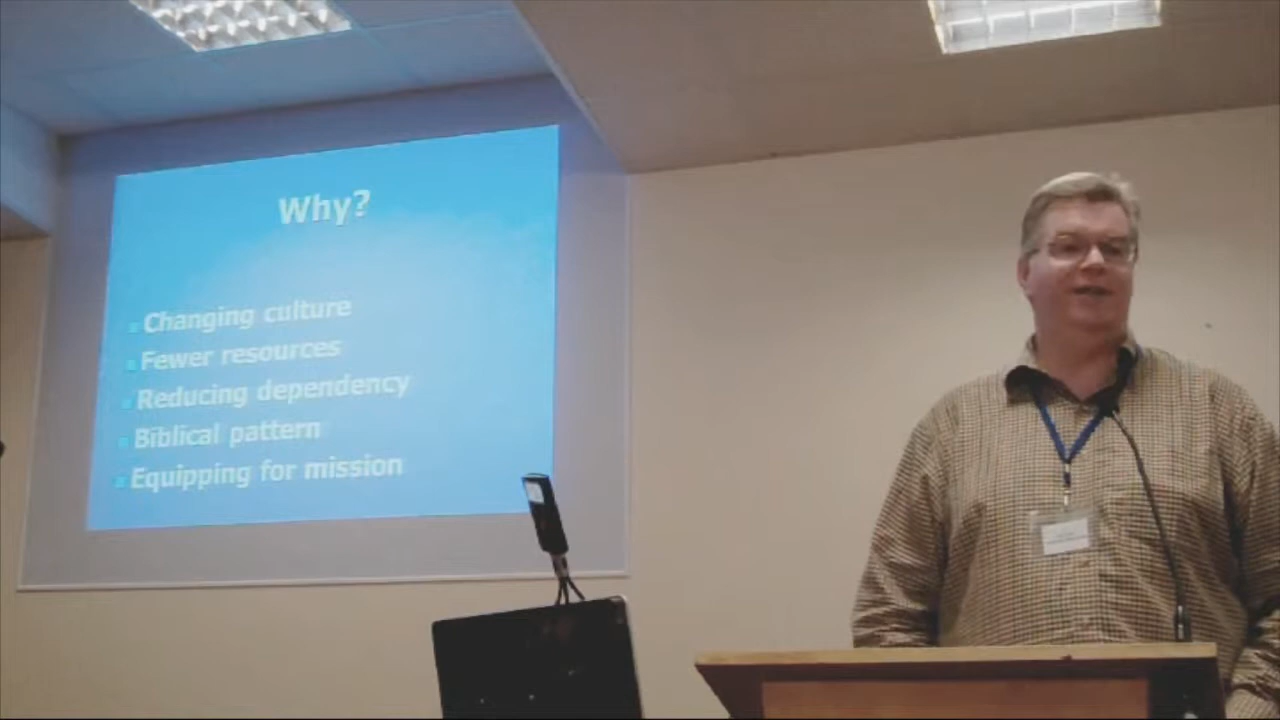 Why?
Changing culture
Fewer resources
Reducing dependency
Biblical pattern
Equipping for mission